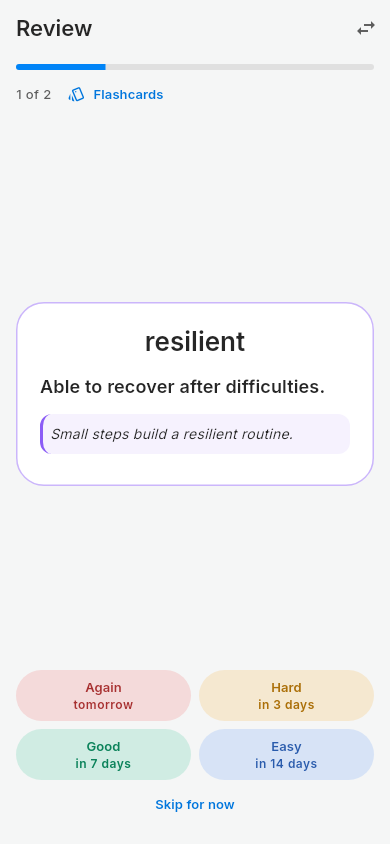 Review
1 of 2
Flashcards
resilient
Able to recover after difficulties.
Small steps build a resilient routine.
Again
tomorrow
Hard
in 3 days
Good
in 7 days
Easy
in 14 days
Skip for now